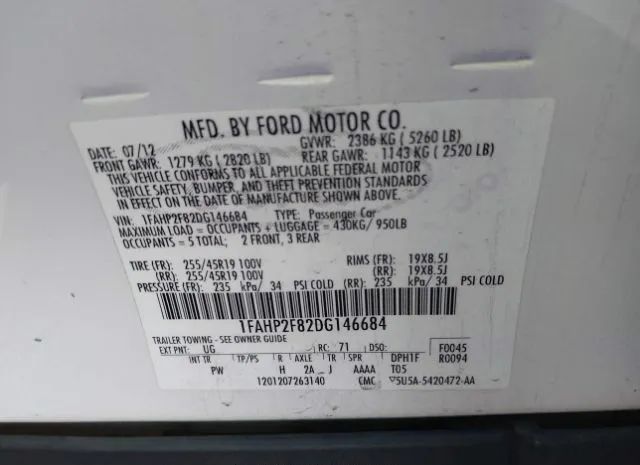 MFD. BY FORD MOTOR CO.
DATE: 07/12 GVWR: 2386 KG ( 5260 LB)
FRONT GAWR: 1279 KG ( 2820 LB) REAR GAWR: 1143 KG ( 2520 LB)
THIS VEHICLE CONFORMS TO ALL APPLICABLE FEDERAL MOTOR
VEHICLE SAFETY, BUMPER, AND THEFT PREVENTION STANDARDS
IN EFFECT ON THE DATE OF MANUFACTURE SHOWN ABOVE.
VIN: 1FAHP2F82DG146684 TYPE: Passenger Car
MAXIMUM LOAD = OCCUPANTS + LUGGAGE = 430KG/ 950LB
OCCUPANTS = 5 TOTAL; 2 FRONT, 3 REAR
TIRE (FR): 255/45R19 100V RIMS (FR): 19X8.5J
(RR): 255/45R19 100V (RR): 19X8.5J
PRESSURE (FR): 235 kPa/ 34 PSI COLD (RR): 235 kPa/ 34 PSI COLD
1FAHP2F82DG146684
TRAILER TOWING - SEE OWNER GUIDE
EXT PNT: UG RC: 71 DSO: F0045
INT TR TP/PS R AXLE TR SPR DPH1F R0094
PW H 2A J AAAA T05
1201207263140 CMC 5U5A-5420472-AA